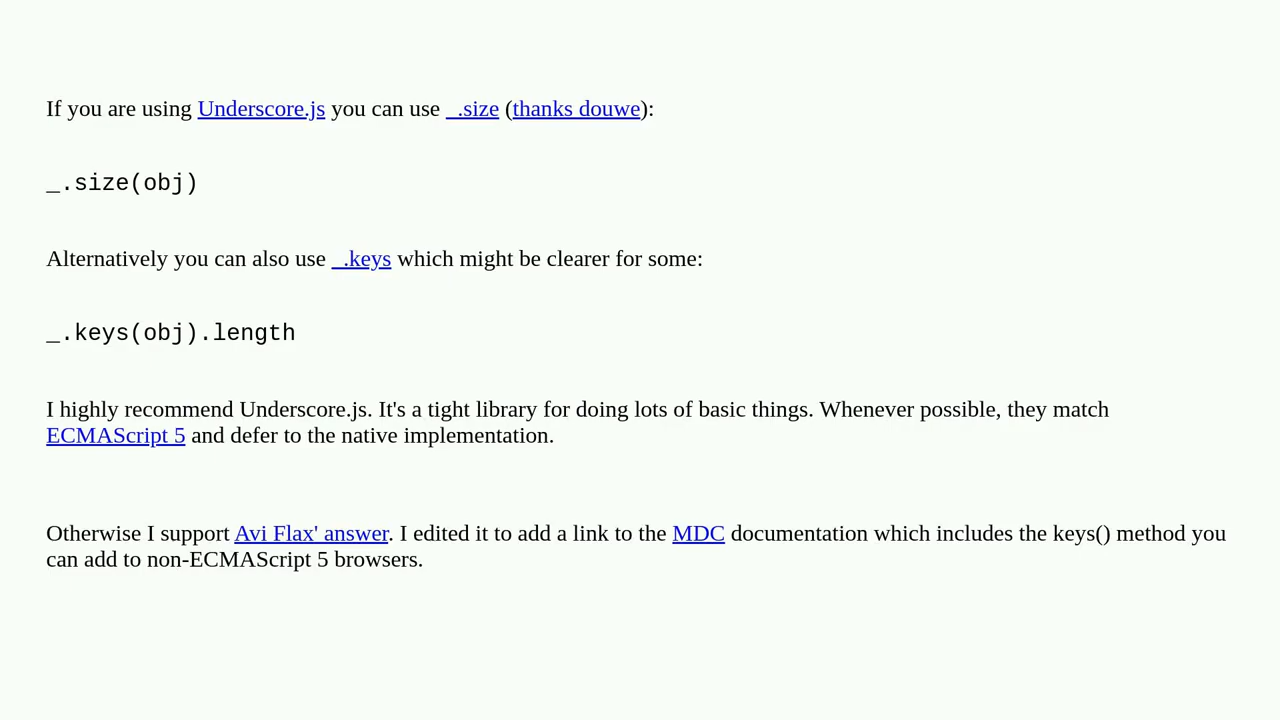 If you are using Underscore.js you can use _.size (thanks douwe):
_.size(obj)
Alternatively you can also use _.keys which might be clearer for some:
_.keys(obj).length
I highly recommend Underscore.js. It's a tight library for doing lots of basic things. Whenever possible, they match
ECMAScript 5 and defer to the native implementation.
Otherwise I support Avi Flax' answer. I edited it to add a link to the MDC documentation which includes the keys() method you
can add to non-ECMAScript 5 browsers.